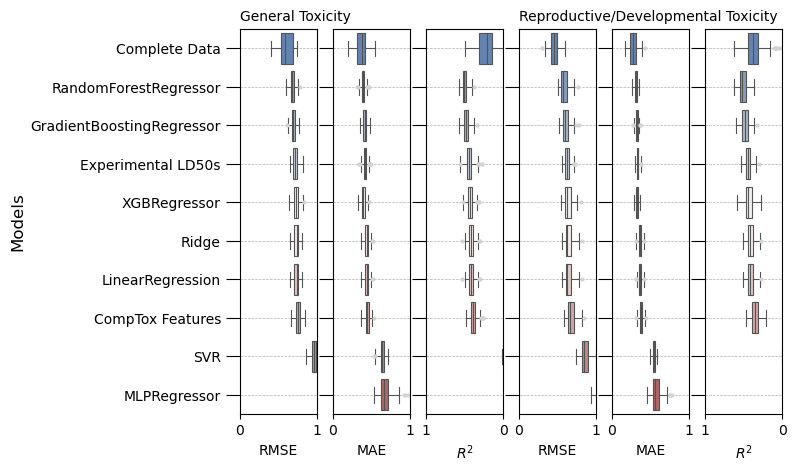 General Toxicity
Reproductive/Developmental Toxicity
Models
Complete Data
RandomForestRegressor
GradientBoostingRegressor
Experimental LD50s
XGBRegressor
Ridge
LinearRegression
CompTox Features
SVR
MLPRegressor
0 1 0 1 1 0 0 1 0 1 1 0
RMSE MAE R² RMSE MAE R²